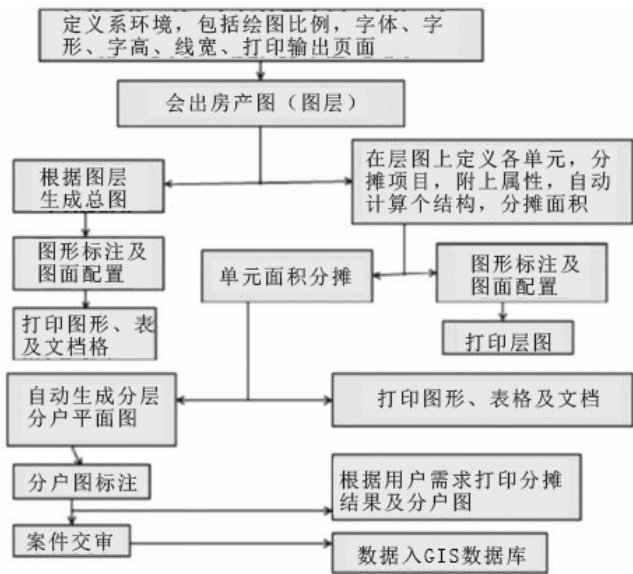 定义系环境，包括绘图比例，字体、字
形、字高、线宽、打印输出页面
会出房产图（图层）
根据图层
生成总图
在层图上定义各单元，分
摊项目，附上属性，自动
计算个结构，分摊面积
图形标注及
图面配置
单元面积分摊
图形标注及
图面配置
打印图形、表
及文档格
打印层图
自动生成分层
分户平面图
打印图形、表格及文档
分户图标注
根据用户需求打印分摊
结果及分户图
案件交审
数据入GIS数据库